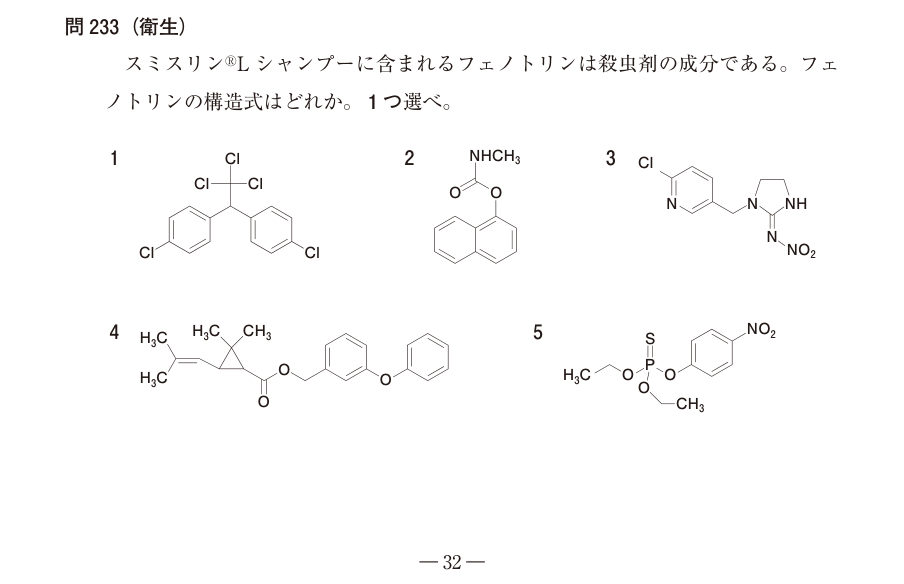 問 233（衛生）
スミスリン®L シャンプーに含まれるフェノトリンは殺虫剤の成分である。フェ
ノトリンの構造式はどれか。1つ選べ。
1
Cl
Cl Cl
Cl Cl
2
NHCH3
O O
3
Cl
N N NH
N NO2
4
H3C H3C CH3
H3C O O
O
5
S NO2
H3C O P O
O CH3
— 32 —